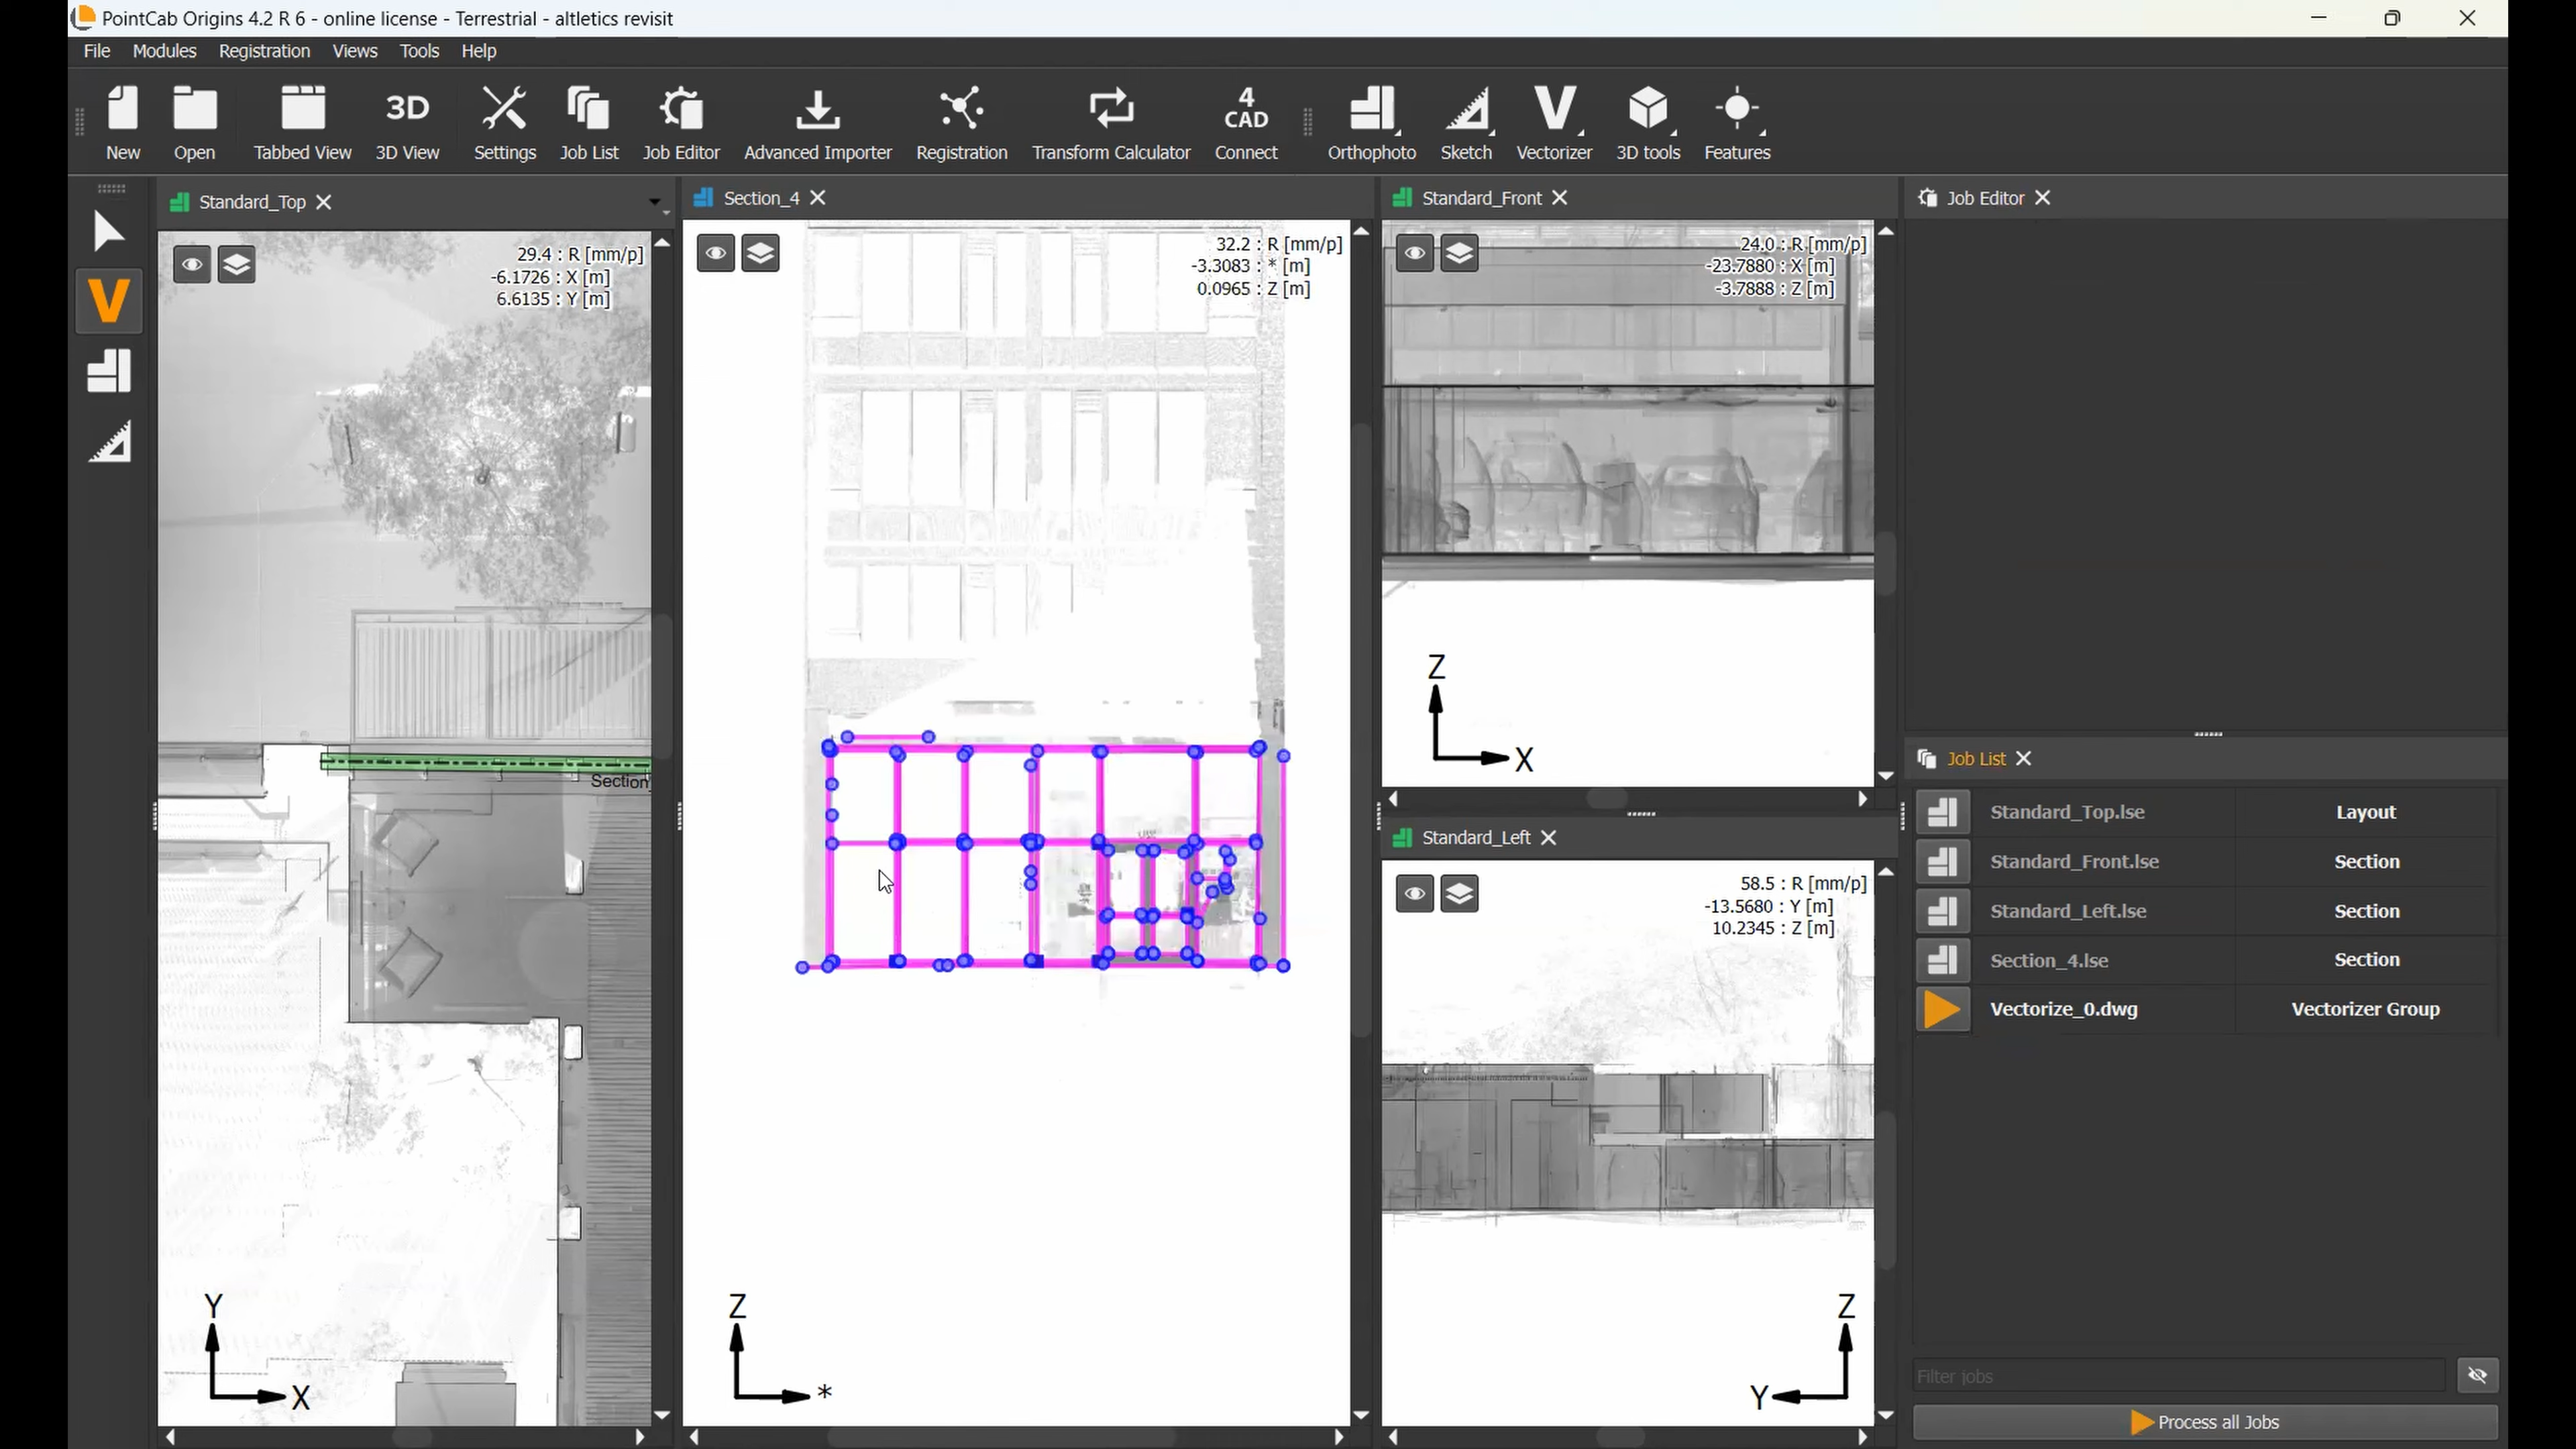 PointCab Origins 4.2 R 6 - online license - Terrestrial - altletics revisit
File Modules Registration Views Tools Help
3D 4 CAD V
New Open Tabbed View 3D View Settings Job List Job Editor Advanced Importer Registration Transform Calculator Connect Orthophoto Sketch Vectorizer 3D tools Features
V
Standard_Top
29.4 : R [mm/p]
-6.1726 : X [m]
6.6135 : Y [m]
Section_
Y
X
Section_4
32.2 : R [mm/p]
-3.3083 : * [m]
0.0965 : Z [m]
Z
*
Standard_Front
24.0 : R [mm/p]
-23.7880 : X [m]
-3.7888 : Z [m]
Z
X
Standard_Left
58.5 : R [mm/p]
-13.5680 : Y [m]
10.2345 : Z [m]
Z
Y
Job Editor
Job List
Standard_Top.lse Layout
Standard_Front.lse Section
Standard_Left.lse Section
Section_4.lse Section
Vectorize_0.dwg Vectorizer Group
Filter jobs
Process all Jobs